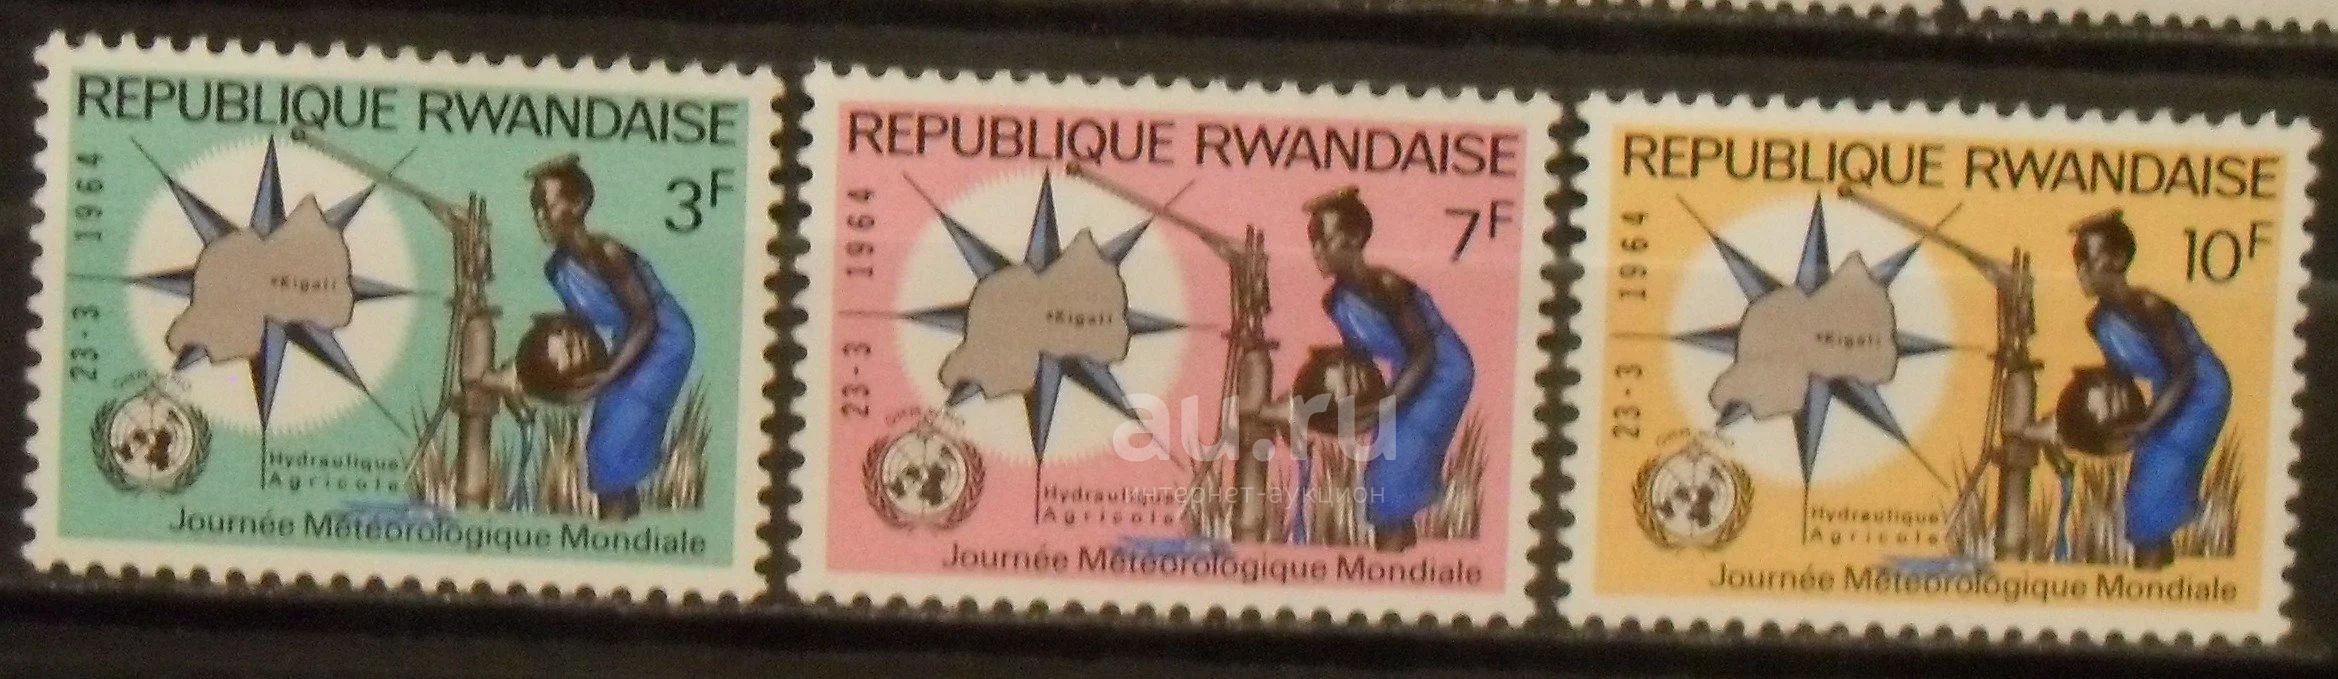 REPUBLIQUE RWANDAISE
3F
23-3 1964
Kigali
Hydraulique
Agricole
Journée Météorologique Mondiale
REPUBLIQUE RWANDAISE
7F
23-3 1964
Kigali
Hydraulique
Agricole
Journée Météorologique Mondiale
REPUBLIQUE RWANDAISE
10F
23-3 1964
Kigali
Hydraulique
Agricole
Journée Météorologique Mondiale
au.ru
интернет-аукцион